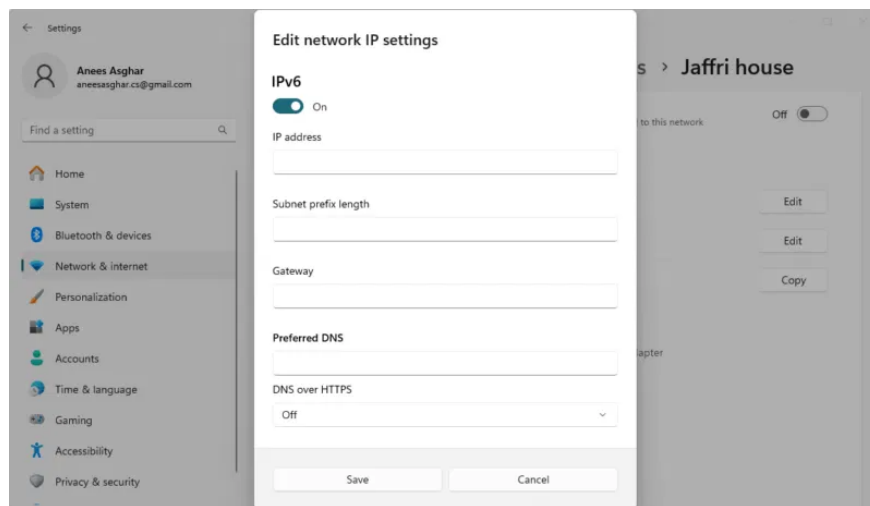 Settings
Anees Asghar
aneesasghar.cs@gmail.com
Find a setting
Home
System
Bluetooth & devices
Network & internet
Personalization
Apps
Accounts
Time & language
Gaming
Accessibility
Privacy & security
Edit network IP settings
IPv6
On
IP address
Subnet prefix length
Gateway
Preferred DNS
DNS over HTTPS
Off
Save
Cancel
s > Jaffri house
to this network
Off
Edit
Edit
Copy
apter